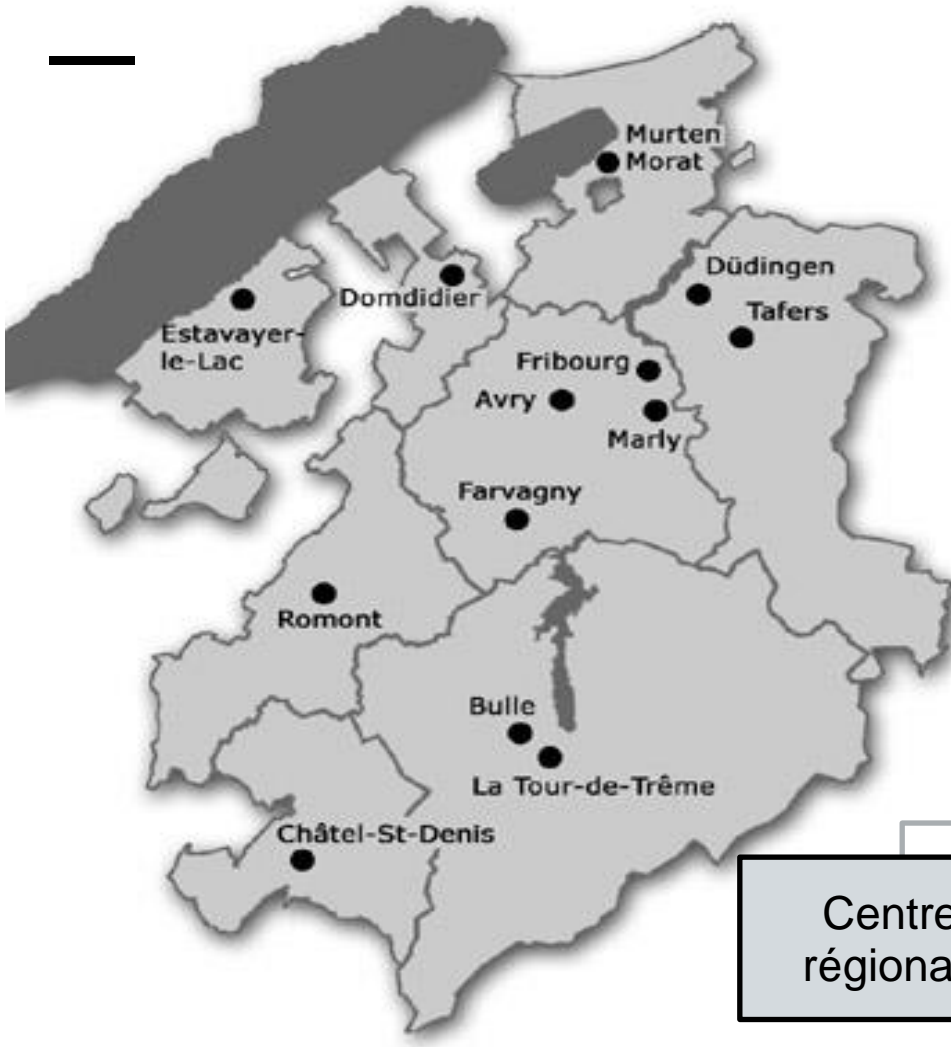 Murten
Morat
Düdingen
Domdidier
Tafers
Estavayer-
le-Lac
Fribourg
Avry
Marly
Farvagny
Romont
Bulle
La Tour-de-Trême
Châtel-St-Denis
Centre
régiona